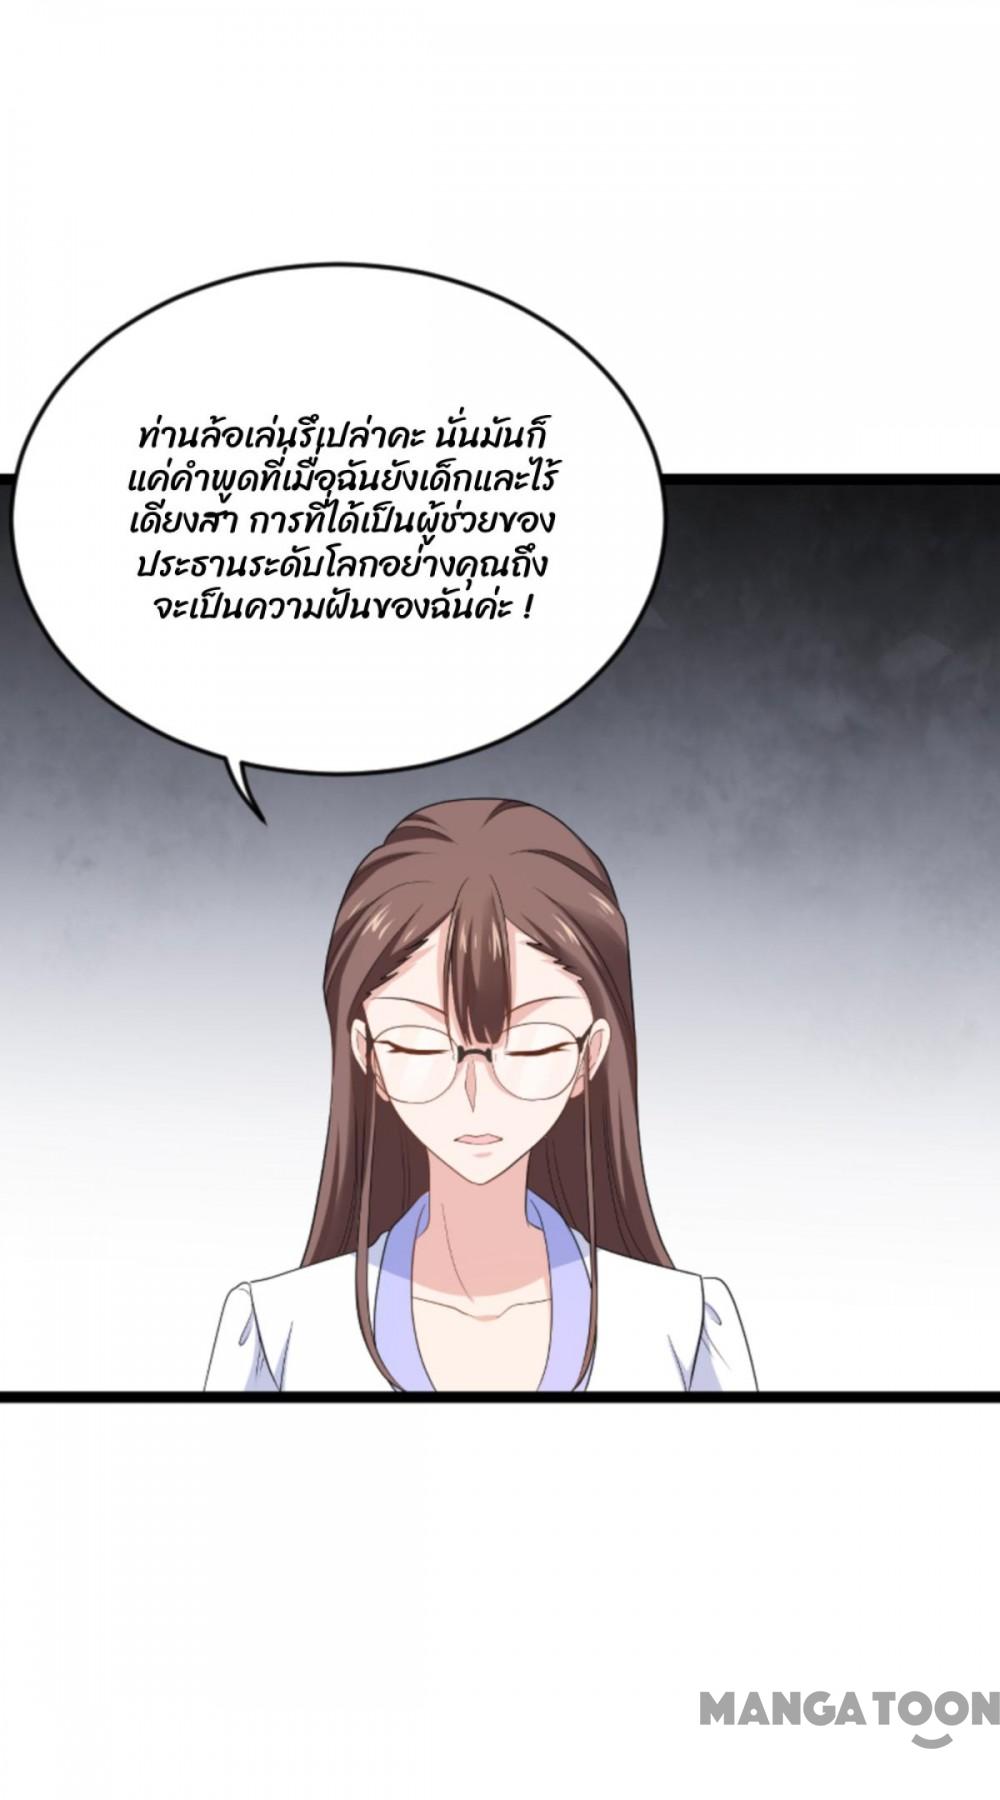 ท่านล้อเล่นรึเปล่าคะ นั่นมันก็
แค่คำพูดที่เมื่อฉันยังเด็กและไร้
เดียงสา การที่ได้เป็นผู้ช่วยของ
ประธานระดับโลกอย่างคุณถึง
จะเป็นความฝันของฉันค่ะ !
MANGATOON